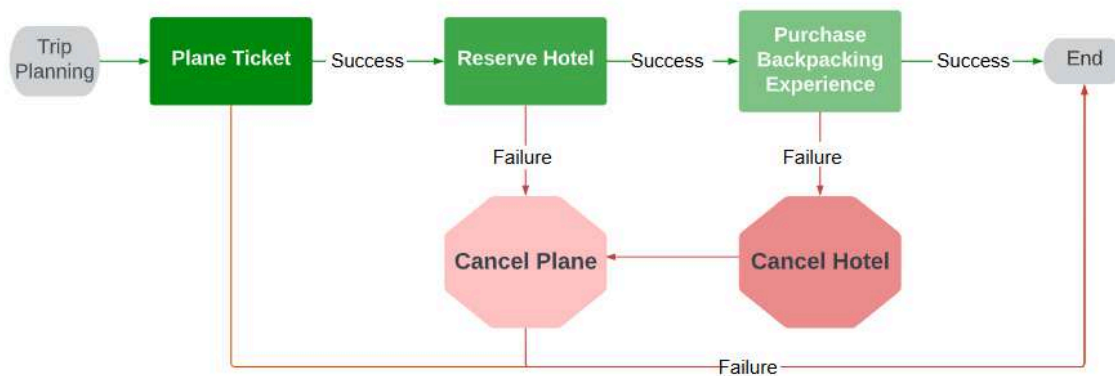 Trip
Planning
Plane Ticket
Success
Reserve Hotel
Success
Purchase
Backpacking
Experience
Success
End
Failure
Failure
Cancel Plane
Cancel Hotel
Failure